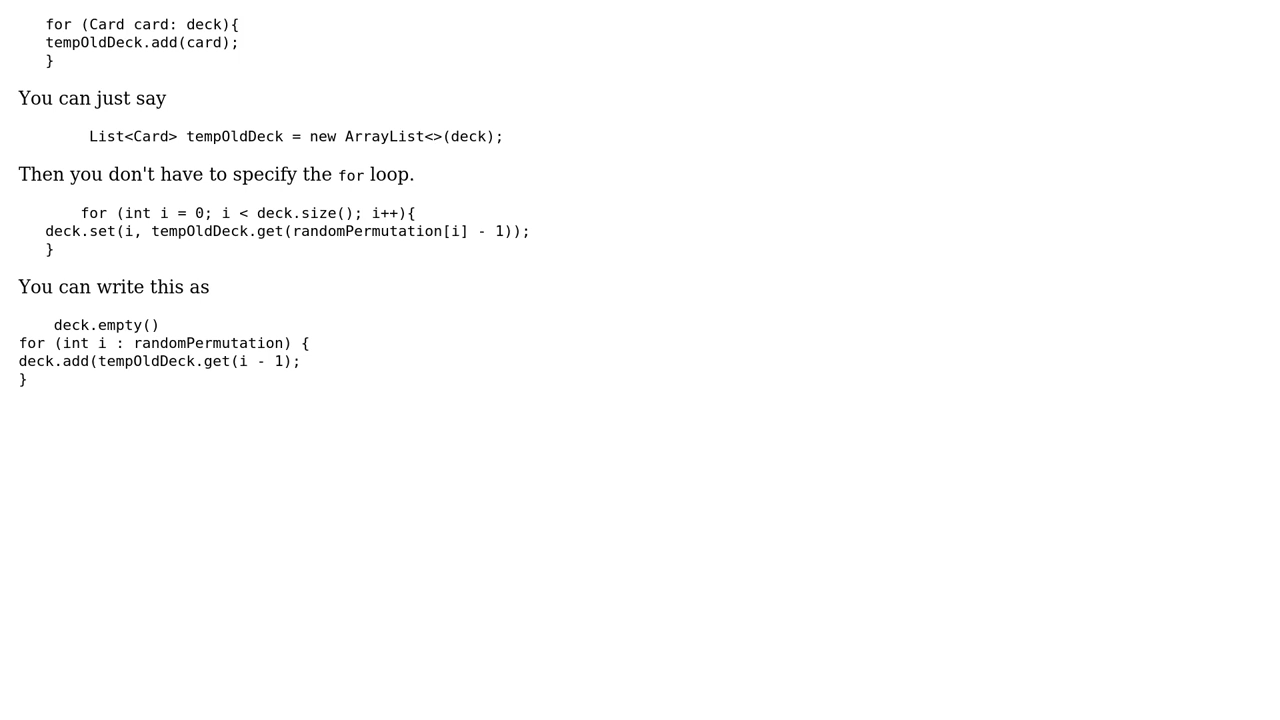 for (Card card: deck){
tempOldDeck.add(card);
}
You can just say
List<Card> tempOldDeck = new ArrayList<>(deck);
Then you don't have to specify the for loop.
for (int i = 0; i < deck.size(); i++){
deck.set(i, tempOldDeck.get(randomPermutation[i] - 1));
}
You can write this as
deck.empty()
for (int i : randomPermutation) {
deck.add(tempOldDeck.get(i - 1);
}